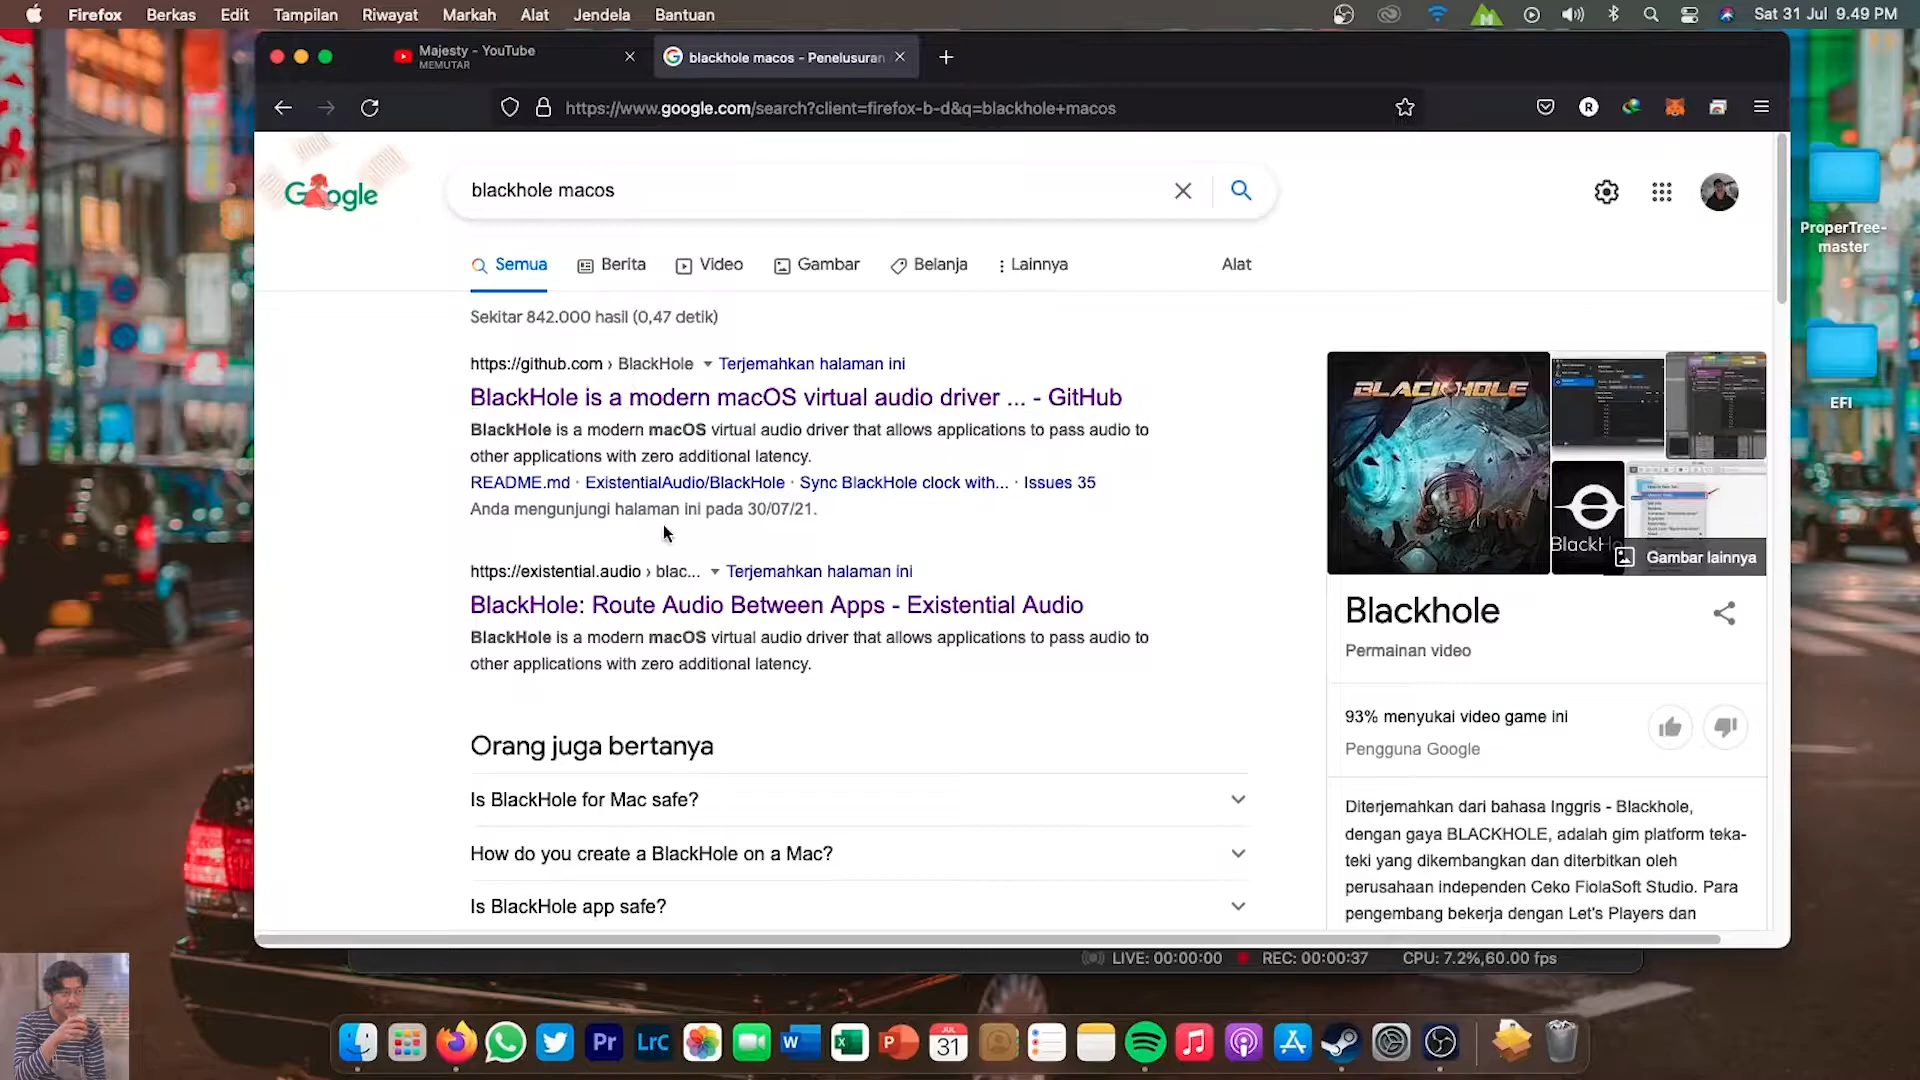 Firefox Berkas Edit Tampilan Riwayat Markah Alat Jendela Bantuan Sat 31 Jul 9.49 PM
Majesty - YouTube
MEMUTAR
blackhole macos - Penelusuran
https://www.google.com/search?client=firefox-b-d&q=blackhole+macos
R
Google
blackhole macos
ProperTree-
master
Semua Berita Video Gambar Belanja Lainnya Alat
Sekitar 842.000 hasil (0,47 detik)
https://github.com › BlackHole Terjemahkan halaman ini
BlackHole is a modern macOS virtual audio driver ... - GitHub
BlackHole is a modern macOS virtual audio driver that allows applications to pass audio to
other applications with zero additional latency.
README.md · ExistentialAudio/BlackHole · Sync BlackHole clock with... · Issues 35
Anda mengunjungi halaman ini pada 30/07/21.
https://existential.audio › blac... Terjemahkan halaman ini
BlackHole: Route Audio Between Apps - Existential Audio
BlackHole is a modern macOS virtual audio driver that allows applications to pass audio to
other applications with zero additional latency.
Orang juga bertanya
Is BlackHole for Mac safe?
How do you create a BlackHole on a Mac?
Is BlackHole app safe?
BLACKHOLE
BlackHo
Gambar lainnya
Blackhole
Permainan video
93% menyukai video game ini
Pengguna Google
Diterjemahkan dari bahasa Inggris - Blackhole,
dengan gaya BLACKHOLE, adalah gim platform teka-
teki yang dikembangkan dan diterbitkan oleh
perusahaan independen Ceko FiolaSoft Studio. Para
pengembang bekerja dengan Let's Players dan
EFI
LIVE: 00:00:00 REC: 00:00:37 CPU: 7.2%,60.00 fps
Pr LrC W X P JUL 31